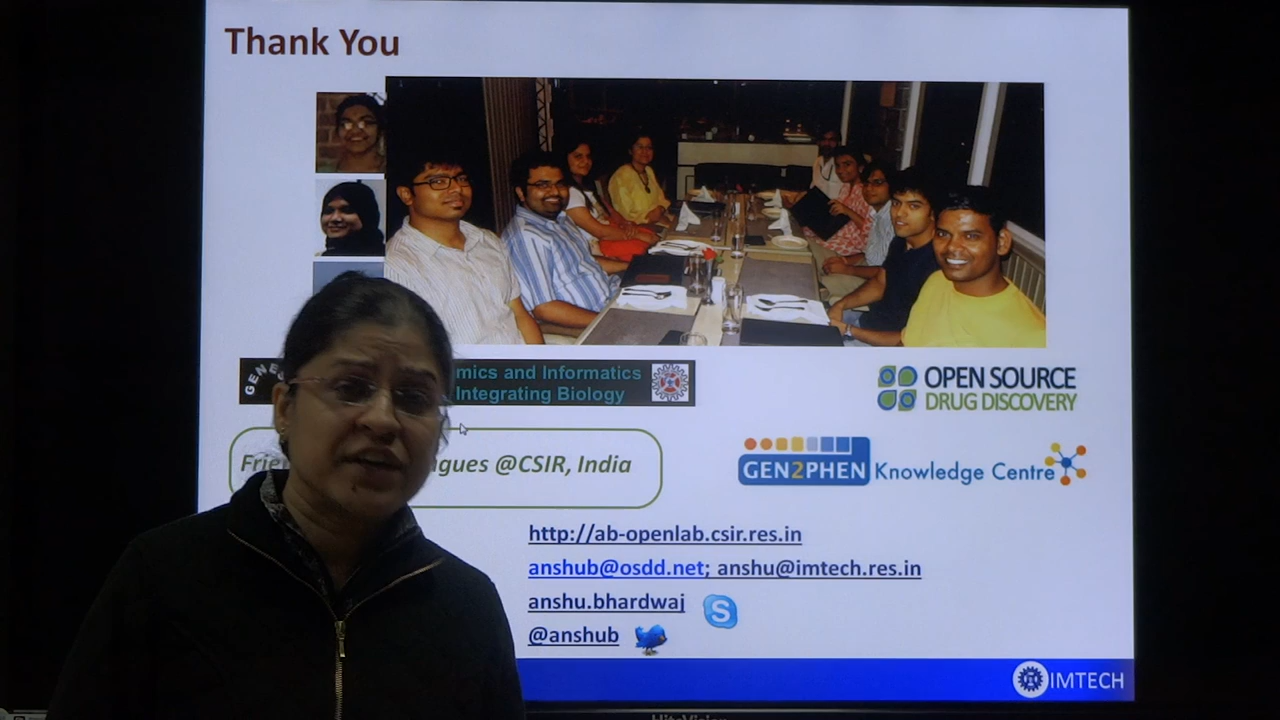 Thank You
GENE
mics and Informatics
Integrating Biology
OPEN SOURCE
DRUG DISCOVERY
gues @CSIR, India
GEN2PHEN Knowledge Centre
http://ab-openlab.csir.res.in
anshub@osdd.net; anshu@imtech.res.in
anshu.bhardwaj
S
@anshub
IMTECH